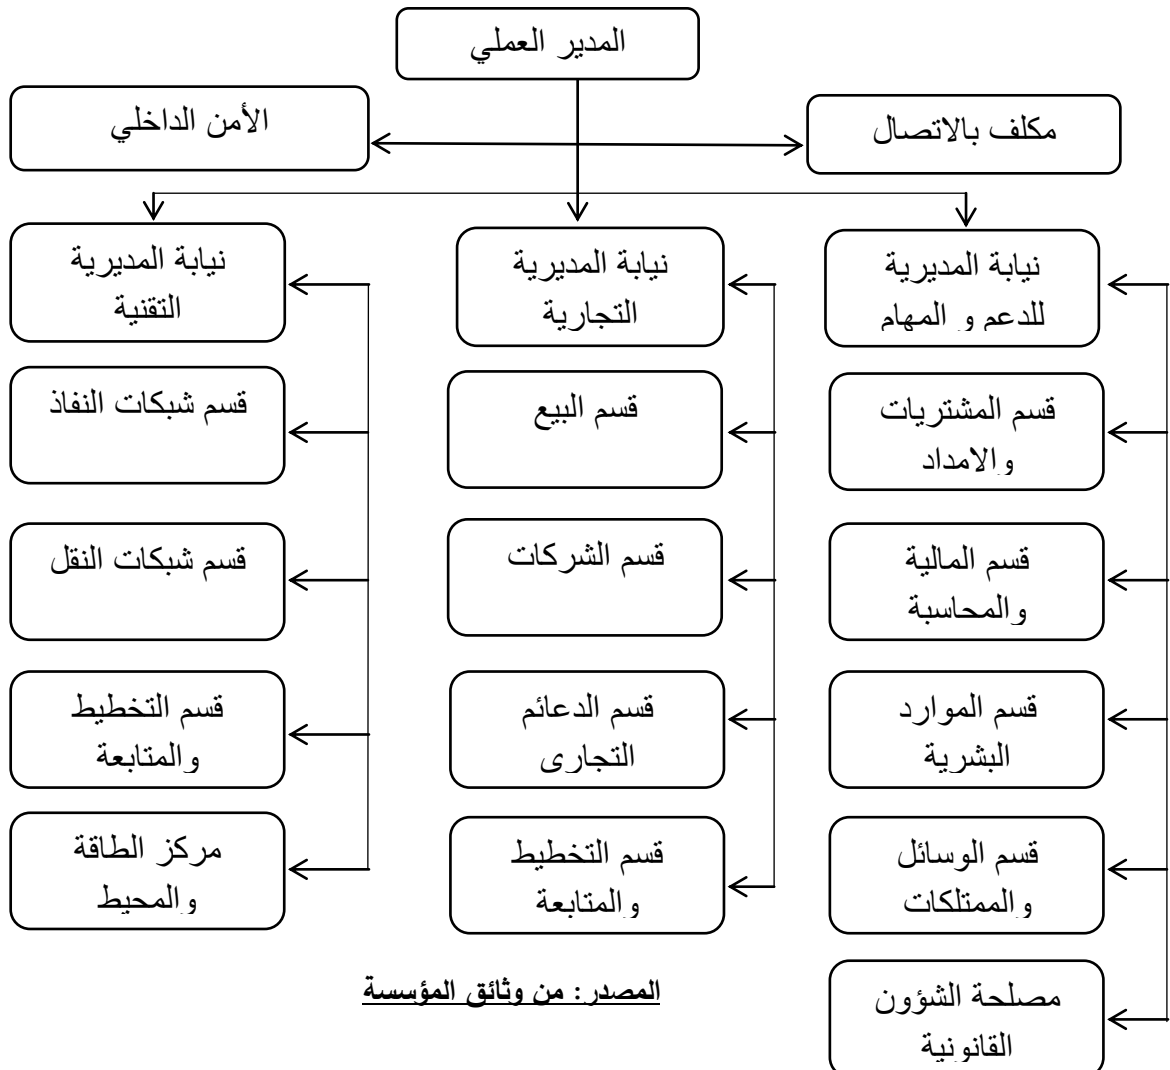 المدير العملي
مكلف بالاتصال
الأمن الداخلي
نيابة المديرية
للدعم و المهام
قسم المشتريات
والامداد
قسم المالية
والمحاسبة
قسم الموارد
البشرية
قسم الوسائل
والممتلكات
مصلحة الشؤون
القانونية
نيابة المديرية
التجارية
قسم البيع
قسم الشركات
قسم الدعائم
التجارى
قسم التخطيط
والمتابعة
نيابة المديرية
التقنية
قسم شبكات النفاذ
قسم شبكات النقل
قسم التخطيط
والمتابعة
مركز الطاقة
والمحيط
المصدر: من وثائق المؤسسة